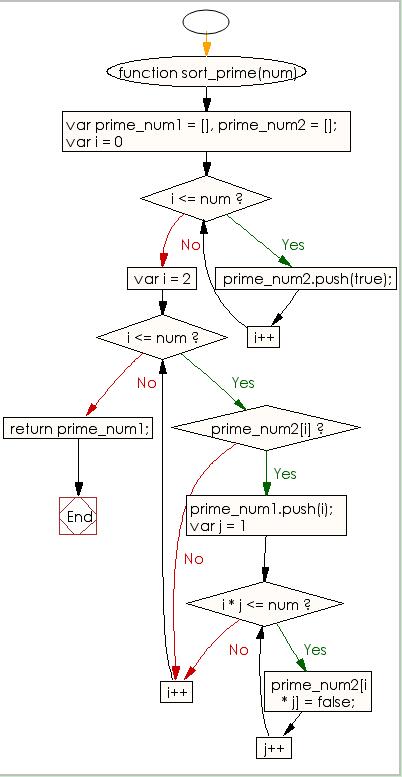 function sort_prime(num)
var prime_num1 = [], prime_num2 = [];
var i = 0
i <= num ?
No
Yes
var i = 2
prime_num2.push(true);
i++
i <= num ?
No
Yes
return prime_num1;
prime_num2[i] ?
Yes
End
prime_num1.push(i);
var j = 1
No
i * j <= num ?
No
Yes
i++
prime_num2[i
* j] = false;
j++